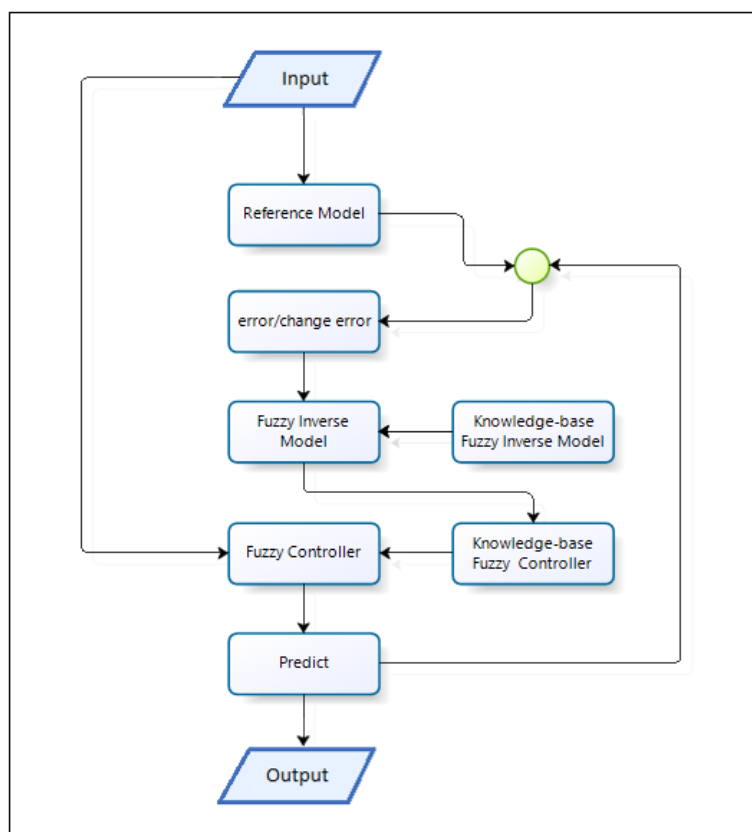 Input
Reference Model
error/change error
Fuzzy Inverse
Model
Knowledge-base
Fuzzy Inverse Model
Fuzzy Controller
Knowledge-base
Fuzzy Controller
Predict
Output